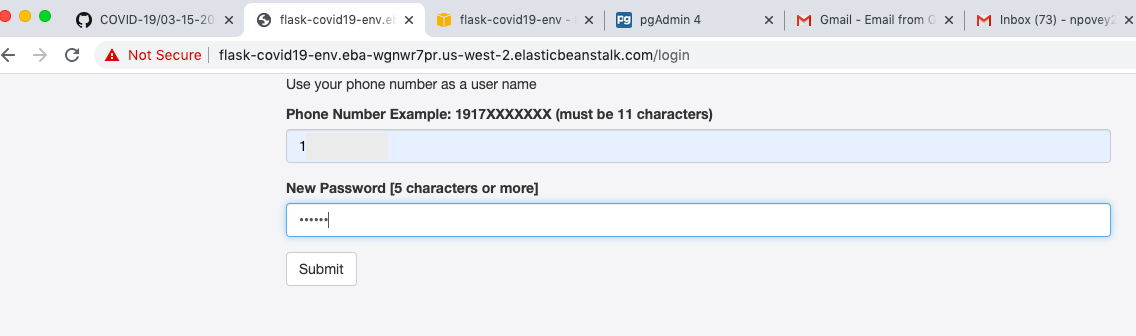 COVID-19/03-15-20
flask-covid19-env.eb
flask-covid19-env -
pgAdmin 4
Gmail - Email from G
Inbox (73) - npovey2
Not Secure flask-covid19-env.eba-wgnwr7pr.us-west-2.elasticbeanstalk.com/login
Use your phone number as a user name
Phone Number Example: 1917XXXXXXX (must be 11 characters)
1
New Password [5 characters or more]
••••••
Submit